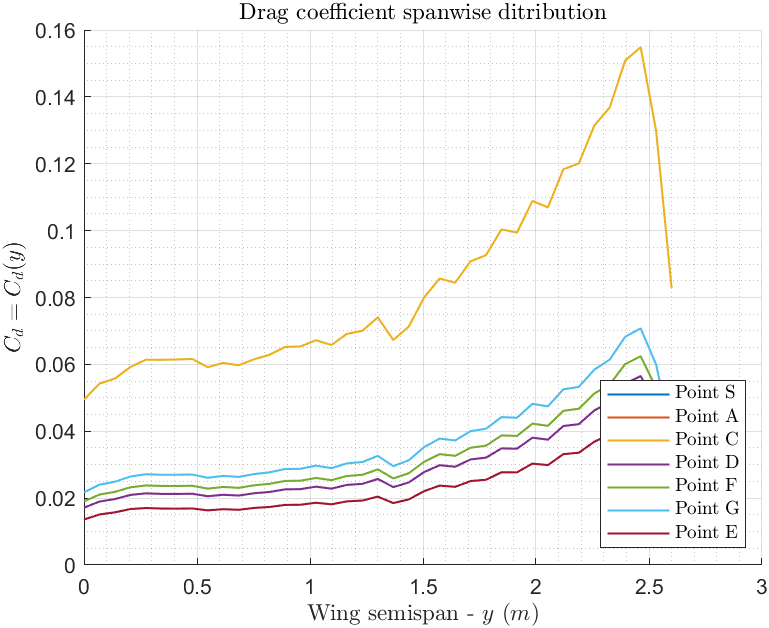 Drag coefficient spanwise ditribution
0.16
0.14
0.12
0.1
0.08
0.06
0.04
0.02
0
C_d = C_d(y)
0 0.5 1 1.5 2 2.5 3
Wing semispan - y (m)
Point S
Point A
Point C
Point D
Point F
Point G
Point E